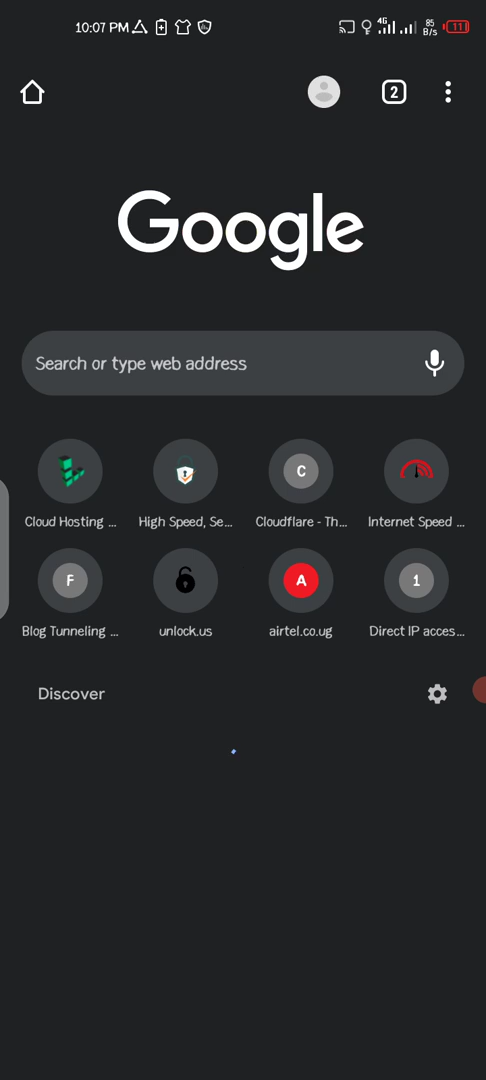 10:07 PM 4G 85 B/s 11
2
Google
Search or type web address
C
Cloud Hosting ... High Speed, Se... Cloudflare - Th... Internet Speed ...
F A 1
Blog Tunneling ... unlock.us airtel.co.ug Direct IP acces...
Discover